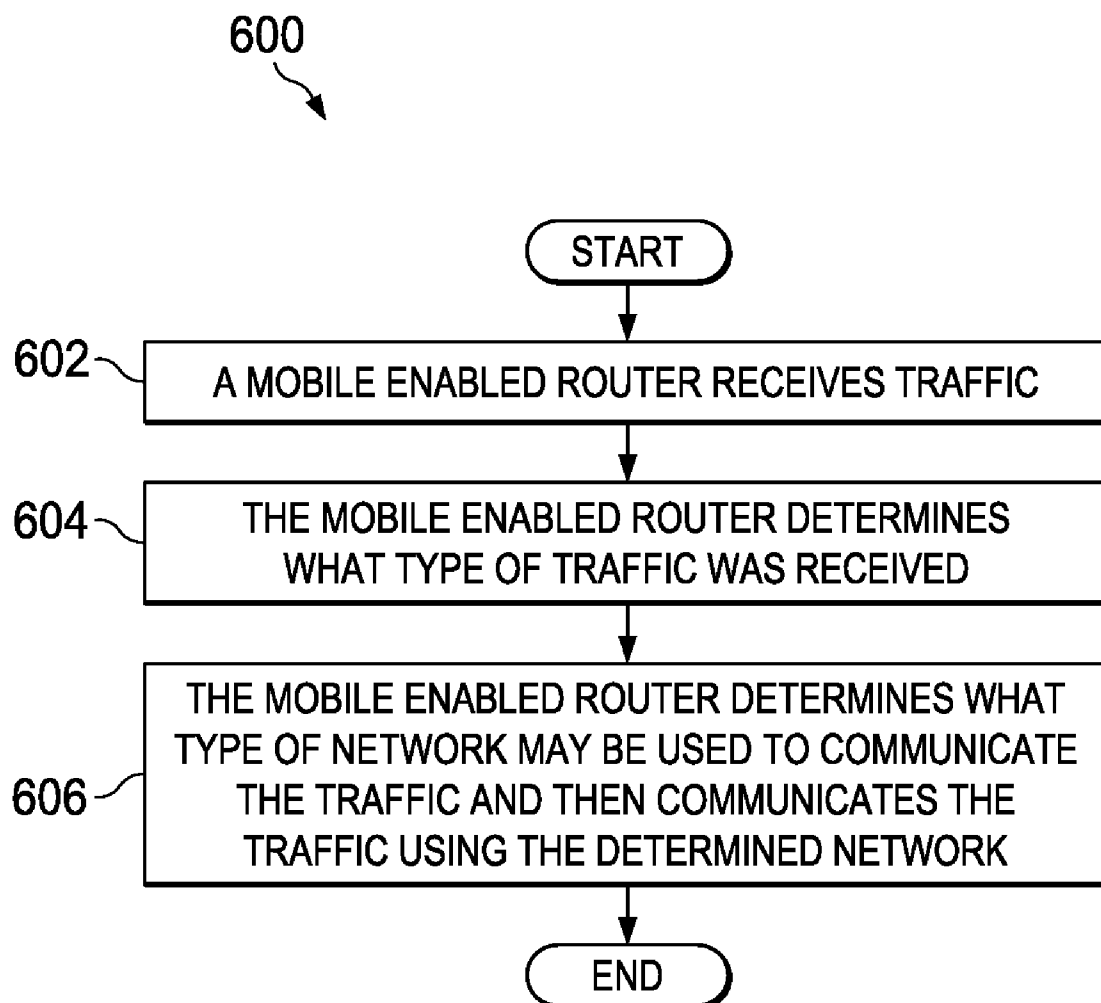 600
START
602
A MOBILE ENABLED ROUTER RECEIVES TRAFFIC
604
THE MOBILE ENABLED ROUTER DETERMINES
WHAT TYPE OF TRAFFIC WAS RECEIVED
606
THE MOBILE ENABLED ROUTER DETERMINES WHAT
TYPE OF NETWORK MAY BE USED TO COMMUNICATE
THE TRAFFIC AND THEN COMMUNICATES THE
TRAFFIC USING THE DETERMINED NETWORK
END